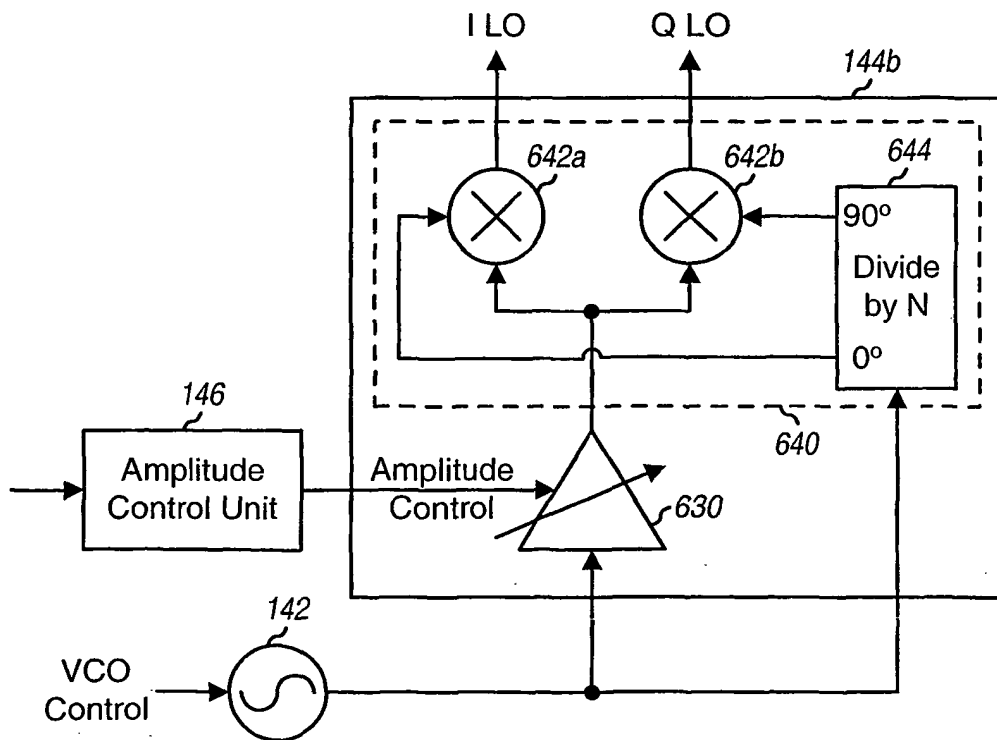 I LO
Q LO
144b
642a
642b
644
90º
Divide
by N
0º
146
640
Amplitude
Control Unit
Amplitude
Control
630
142
VCO
Control